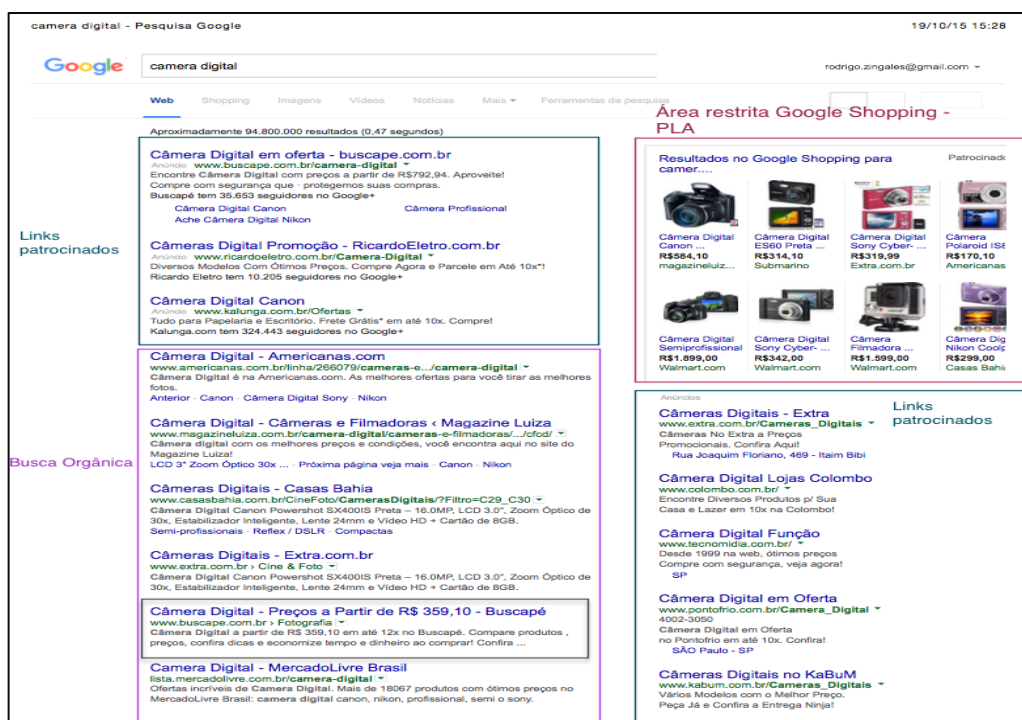 camera digital - Pesquisa Google
19/10/15 15:28
Google
camera digital
rodrigo.zingales@gmail.com
Web Shopping Imagens Vídeos Notícias Mais Ferramentas de pesquisa
Aproximadamente 94.800.000 resultados (0,47 segundos)
Links
patrocinados
Câmera Digital em oferta - buscape.com.br
Anúncio www.buscape.com.br/camera-digital
Encontre Câmera Digital com preços a partir de R$792,94. Aproveite!
Compre com segurança que · protegemos suas compras.
Buscapé tem 35.653 seguidores no Google+
Câmera Digital Canon Câmera Profissional
Ache Câmera Digital Nikon
Câmeras Digital Promoção - RicardoEletro.com.br
Anúncio www.ricardoeletro.com.br/Camera-Digital
Diversos Modelos Com Ótimos Preços. Compre Agora e Parcele em Até 10x*!
Ricardo Eletro tem 10.205 seguidores no Google+
Câmera Digital Canon
Anúncio www.kalunga.com.br/Ofertas
Tudo para Papelaria e Escritório. Frete Grátis* em até 10x. Compre!
Kalunga.com tem 324.443 seguidores no Google+
Busca Orgânica
Câmera Digital - Americanas.com
www.americanas.com.br/linha/266079/cameras-e.../camera-digital
Câmera Digital é na Americanas.com. As melhores ofertas para você tirar as melhores
fotos.
Anterior - Canon - Câmera Digital Sony - Nikon
Câmera Digital - Câmeras e Filmadoras ‹ Magazine Luiza
www.magazineluiza.com.br/camera-digital/cameras-e-filmadoras/.../cfcd/
Câmera digital com os melhores preços e condições, você encontra aqui no site do
Magazine Luiza!
LCD 3" Zoom Óptico 30x ... - Próxima página veja mais - Canon - Nikon
Câmeras Digitais - Casas Bahia
www.casasbahia.com.br/CineFoto/CamerasDigitais/?Filtro=C29_C30
Câmera Digital Canon Powershot SX400IS Preta – 16.0MP, LCD 3.0", Zoom Óptico de
30x, Estabilizador Inteligente, Lente 24mm e Vídeo HD + Cartão de 8GB.
Semi-profissionais - Reflex / DSLR - Compactas
Câmeras Digitais - Extra.com.br
www.extra.com.br › Cine & Foto
Câmera Digital Canon Powershot SX400IS Preta – 16.0MP, LCD 3.0", Zoom Óptico de
30x, Estabilizador Inteligente, Lente 24mm e Vídeo HD + Cartão de 8GB.
Câmera Digital - Preços a Partir de R$ 359,10 - Buscapé
www.buscape.com.br › Fotografia
Câmera Digital a partir de R$ 359,10 em até 12x no Buscapé. Compare produtos ,
preços, confira dicas e economize tempo e dinheiro ao comprar! Confira ...
Camera Digital - MercadoLivre Brasil
lista.mercadolivre.com.br/camera-digital
Ofertas incríveis de Camera Digital. Mais de 18067 produtos com ótimos preços no
MercadoLivre Brasil: camera digital canon, nikon, profissional, semi o sony.
Área restrita Google Shopping -
PLA
Resultados no Google Shopping para
camer....
Patrocinado
Câmera Digital Câmera Digital Câmera Digital Câmera
Canon ... ES60 Preta ... Sony Cyber- ... Polaroid IS8
R$584,10 R$314,10 R$319,99 R$170,10
magazineluiz... Submarino Extra.com.br Americanas
Câmera Digital Câmera Digital Câmera Câmera Dig
Semiprofissional Sony Cyber- ... Filmadora ... Nikon Coolp
R$1.899,00 R$342,00 R$1.599,00 R$299,00
Walmart.com Walmart.com Walmart.com Casas Bahi
Anúncios
Links
patrocinados
Câmeras Digitais - Extra
www.extra.com.br/Cameras_Digitais
Câmeras No Extra a Preços
Promocionais. Confira Aqui!
Rua Joaquim Floriano, 469 - Itaim Bibi
Câmera Digital Lojas Colombo
www.colombo.com.br/
Encontre Diversos Produtos p/ Sua
Casa e Lazer em 10x na Colombo!
Câmera Digital Função
www.tecnomidia.com.br/
Desde 1999 na web, ótimos preços
Compre com segurança, veja agora!
SP
Câmera Digital em Oferta
www.pontofrio.com.br/Camera_Digital
4002-3050
Câmera Digital em Oferta
no Pontofrio em até 10x. Confira!
SÃO Paulo - SP
Câmeras Digitais no KaBuM
www.kabum.com.br/Cameras_Digitais
Vários Modelos com o Melhor Preço.
Peça Já e Confira a Entrega Ninja!